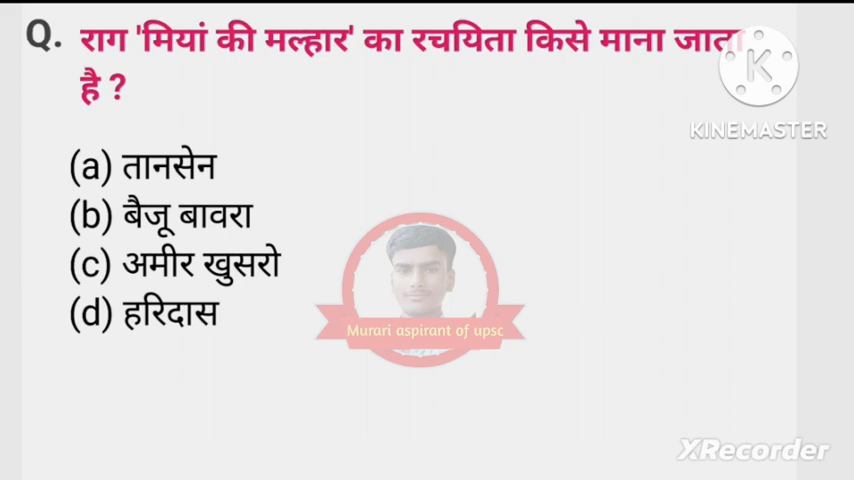 Q. राग 'मियां की मल्हार' का रचयिता किसे माना जाता
है ?
K
KINEMASTER
(a) तानसेन
(b) बैजू बावरा
(c) अमीर खुसरो
(d) हरिदास
Murari aspirant of upsc
XRecorder